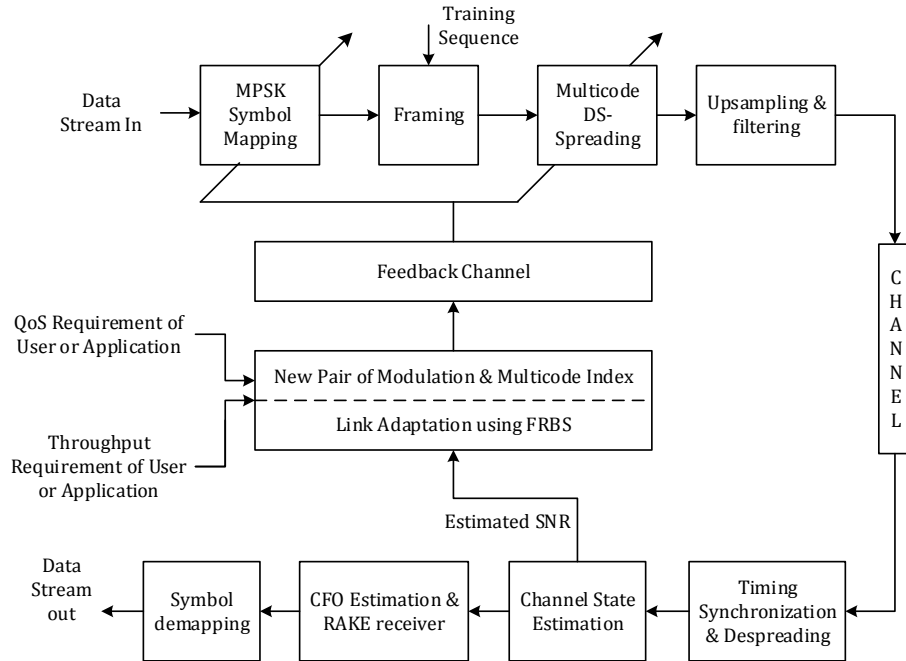 Training
Sequence
Data
Stream In
MPSK
Symbol
Mapping
Framing
Multicode
DS-
Spreading
Upsampling &
filtering
Feedback Channel
C
H
A
N
N
E
L
QoS Requirement of
User or Application
New Pair of Modulation & Multicode Index
Link Adaptation using FRBS
Throughput
Requirement of User
or Application
Estimated SNR
Data
Stream
out
Symbol
demapping
CFO Estimation &
RAKE receiver
Channel State
Estimation
Timing
Synchronization
& Despreading